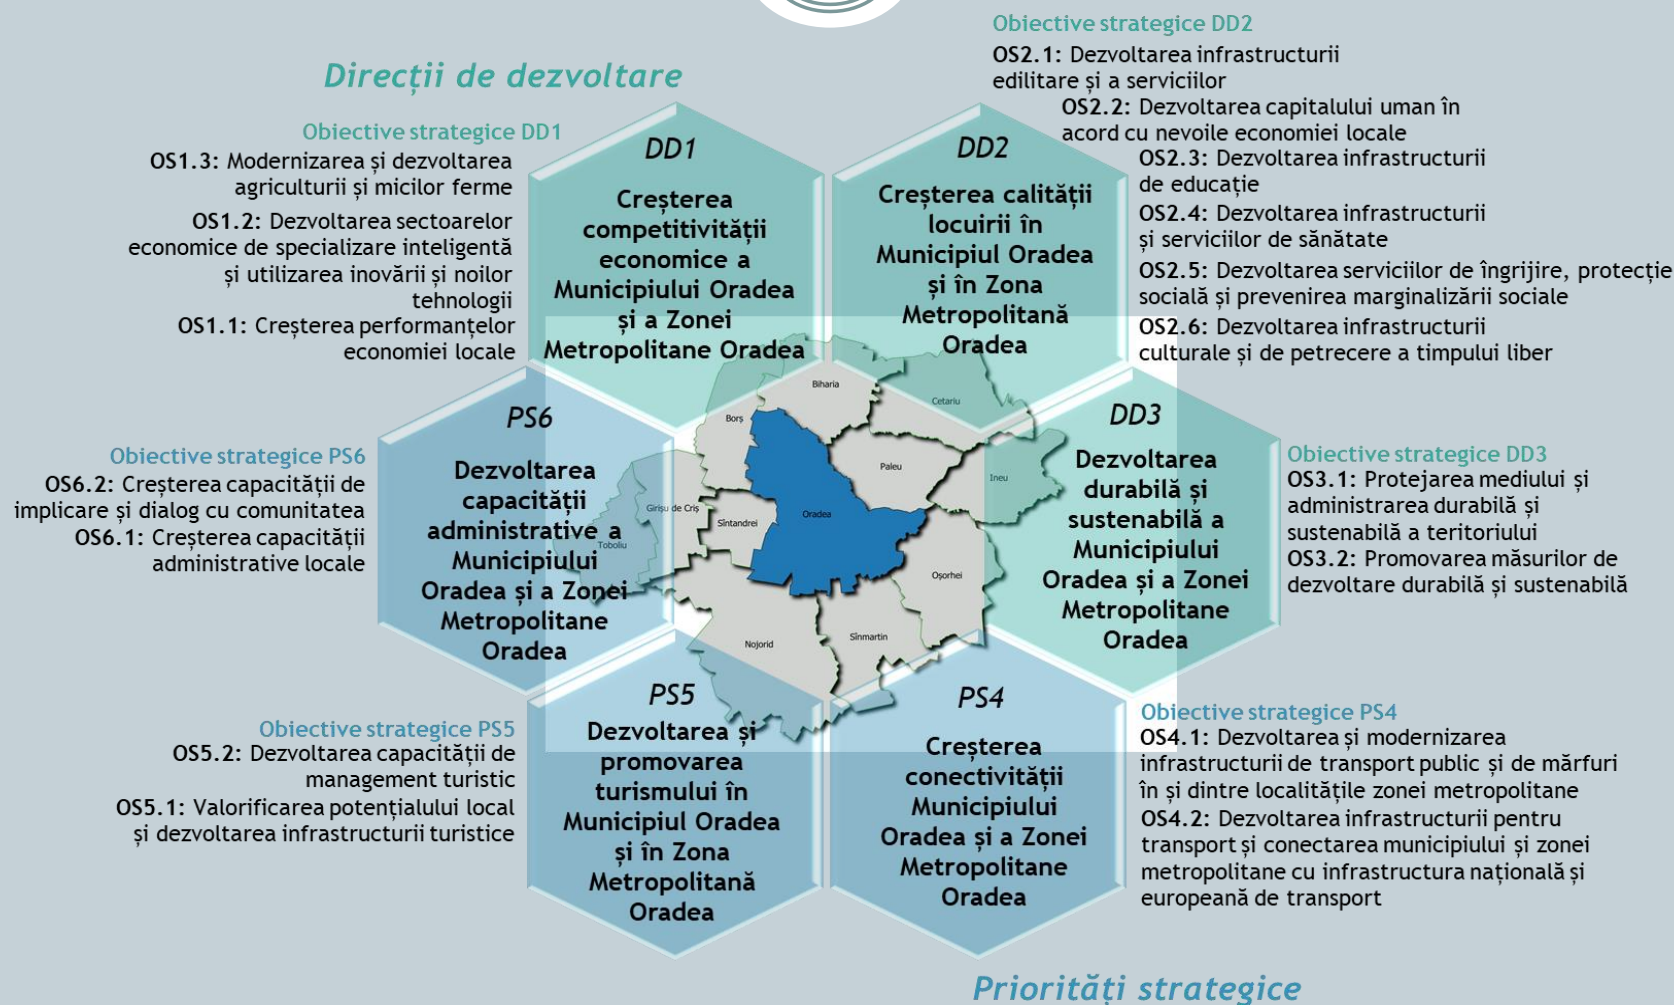 Direcții de dezvoltare
Obiective strategice DD1
OS1.3: Modernizarea și dezvoltarea
agriculturii și micilor ferme
OS1.2: Dezvoltarea sectoarelor
economice de specializare inteligentă
și utilizarea inovării și noilor
tehnologii
OS1.1: Creșterea performanțelor
economiei locale
DD1
Creșterea
competitivității
economice a
Municipiului Oradea
și a Zonei
Metropolitane Oradea
Obiective strategice DD2
OS2.1: Dezvoltarea infrastructurii
edilitare și a serviciilor
OS2.2: Dezvoltarea capitalului uman în
acord cu nevoile economiei locale
OS2.3: Dezvoltarea infrastructurii
de educație
OS2.4: Dezvoltarea infrastructurii
și serviciilor de sănătate
OS2.5: Dezvoltarea serviciilor de îngrijire, protecție
socială și prevenirea marginalizării sociale
OS2.6: Dezvoltarea infrastructurii
culturale și de petrecere a timpului liber
DD2
Creșterea calității
locuirii în
Municipiul Oradea
și în Zona
Metropolitană
Oradea
Obiective strategice PS6
OS6.2: Creșterea capacității de
implicare și dialog cu comunitatea
OS6.1: Creșterea capacității
administrative locale
PS6
Dezvoltarea
capacității
administrative a
Municipiului
Oradea și a Zonei
Metropolitane
Oradea
Biharia
Cetariu
Borș
Paleu
Ineu
Girișu de Criș
Sîntandrei
Oradea
Toboliu
Oșorhei
Nojorid
Sînmartin
DD3
Dezvoltarea
durabilă și
sustenabilă a
Municipiului
Oradea și a Zonei
Metropolitane
Oradea
Obiective strategice DD3
OS3.1: Protejarea mediului și
administrarea durabilă și
sustenabilă a teritoriului
OS3.2: Promovarea măsurilor de
dezvoltare durabilă și sustenabilă
Obiective strategice PS5
OS5.2: Dezvoltarea capacității de
management turistic
OS5.1: Valorificarea potențialului local
și dezvoltarea infrastructurii turistice
PS5
Dezvoltarea și
promovarea
turismului în
Municipiul Oradea
și în Zona
Metropolitană
Oradea
PS4
Creșterea
conectivității
Municipiului
Oradea și a Zonei
Metropolitane
Oradea
Obiective strategice PS4
OS4.1: Dezvoltarea și modernizarea
infrastructurii de transport public și de mărfuri
în și dintre localitățile zonei metropolitane
OS4.2: Dezvoltarea infrastructurii pentru
transport și conectarea municipiului și zonei
metropolitane cu infrastructura națională și
europeană de transport
Priorități strategice